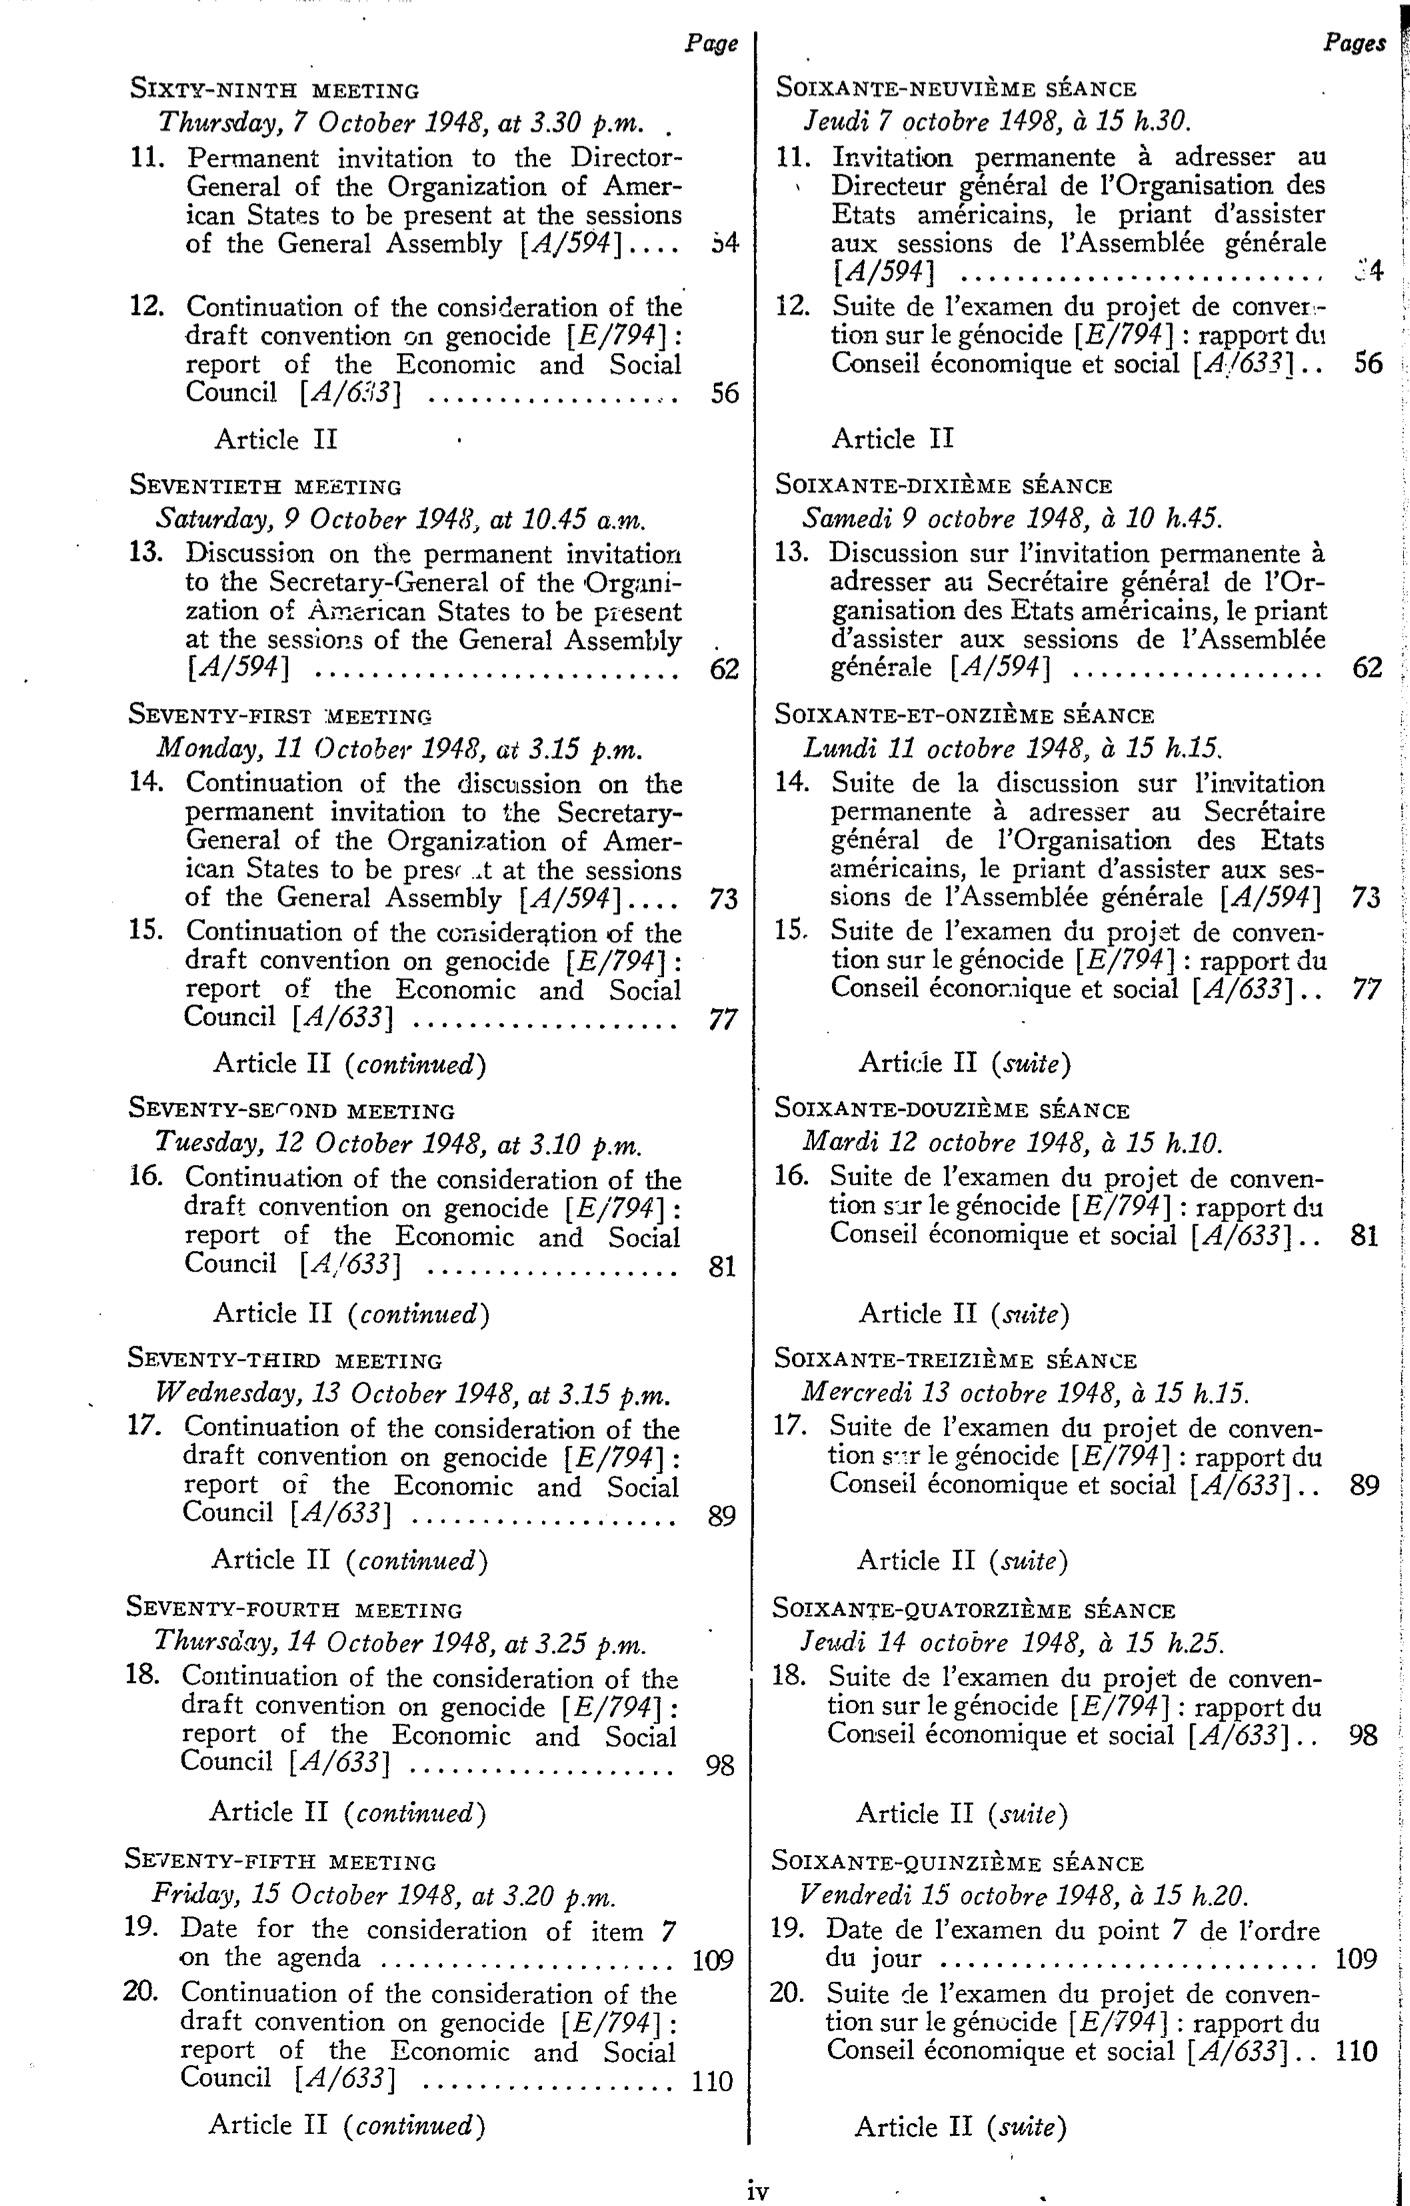 Page
SIXTY-NINTH MEETING
Thursday, 7 October 1948, at 3.30 p.m.
11. Permanent invitation to the Director-
General of the Organization of Amer-
ican States to be present at the sessions
of the General Assembly [A/594].... 54
12. Continuation of the consideration of the
draft convention on genocide [E/794] :
report of the Economic and Social
Council [A/633] .................. 56
Article II
SEVENTIETH MEETING
Saturday, 9 October 1948, at 10.45 a.m.
13. Discussion on the permanent invitation
to the Secretary-General of the Organi-
zation of American States to be present
at the sessions of the General Assembly
[A/594] .......................... 62
SEVENTY-FIRST MEETING
Monday, 11 October 1948, at 3.15 p.m.
14. Continuation of the discussion on the
permanent invitation to the Secretary-
General of the Organization of Amer-
ican States to be present at the sessions
of the General Assembly [A/594].... 73
15. Continuation of the consideration of the
draft convention on genocide [E/794] :
report of the Economic and Social
Council [A/633] ................... 77
Article II (continued)
SEVENTY-SECOND MEETING
Tuesday, 12 October 1948, at 3.10 p.m.
16. Continuation of the consideration of the
draft convention on genocide [E/794] :
report of the Economic and Social
Council [A/633] .................. 81
Article II (continued)
SEVENTY-THIRD MEETING
Wednesday, 13 October 1948, at 3.15 p.m.
17. Continuation of the consideration of the
draft convention on genocide [E/794] :
report of the Economic and Social
Council [A/633] ................... 89
Article II (continued)
SEVENTY-FOURTH MEETING
Thursday, 14 October 1948, at 3.25 p.m.
18. Continuation of the consideration of the
draft convention on genocide [E/794] :
report of the Economic and Social
Council [A/633] ................... 98
Article II (continued)
SEVENTY-FIFTH MEETING
Friday, 15 October 1948, at 3.20 p.m.
19. Date for the consideration of item 7
on the agenda ..................... 109
20. Continuation of the consideration of the
draft convention on genocide [E/794] :
report of the Economic and Social
Council [A/633] .................. 110
Article II (continued)
Pages
SOIXANTE-NEUVIÈME SÉANCE
Jeudi 7 octobre 1498, à 15 h.30.
11. Invitation permanente à adresser au
Directeur général de l'Organisation des
Etats américains, le priant d'assister
aux sessions de l'Assemblée générale
[A/594] ..........................
12. Suite de l'examen du projet de conven-
tion sur le génocide [E/794] : rapport du
Conseil économique et social [A/633].. 56
Article II
SOIXANTE-DIXIÈME SÉANCE
Samedi 9 octobre 1948, à 10 h.45.
13. Discussion sur l'invitation permanente à
adresser au Secrétaire général de l'Or-
ganisation des Etats américains, le priant
d'assister aux sessions de l'Assemblée
générale [A/594] .................. 62
SOIXANTE-ET-ONZIÈME SÉANCE
Lundi 11 octobre 1948, à 15 h.15.
14. Suite de la discussion sur l'invitation
permanente à adresser au Secrétaire
général de l'Organisation des Etats
américains, le priant d'assister aux ses-
sions de l'Assemblée générale [A/594] 73
15. Suite de l'examen du projet de conven-
tion sur le génocide [E/794] : rapport du
Conseil économique et social [A/633].. 77
Article II (suite)
SOIXANTE-DOUZIÈME SÉANCE
Mardi 12 octobre 1948, à 15 h.10.
16. Suite de l'examen du projet de conven-
tion sur le génocide [E/794] : rapport du
Conseil économique et social [A/633].. 81
Article II (suite)
SOIXANTE-TREIZIÈME SÉANCE
Mercredi 13 octobre 1948, à 15 h.15.
17. Suite de l'examen du projet de conven-
tion sur le génocide [E/794] : rapport du
Conseil économique et social [A/633].. 89
Article II (suite)
SOIXANTE-QUATORZIÈME SÉANCE
Jeudi 14 octobre 1948, à 15 h.25.
18. Suite de l'examen du projet de conven-
tion sur le génocide [E/794] : rapport du
Conseil économique et social [A/633].. 98
Article II (suite)
SOIXANTE-QUINZIÈME SÉANCE
Vendredi 15 octobre 1948, à 15 h.20.
19. Date de l'examen du point 7 de l'ordre
du jour ........................... 109
20. Suite de l'examen du projet de conven-
tion sur le génocide [E/794] : rapport du
Conseil économique et social [A/633].. 110
Article II (suite)
iv